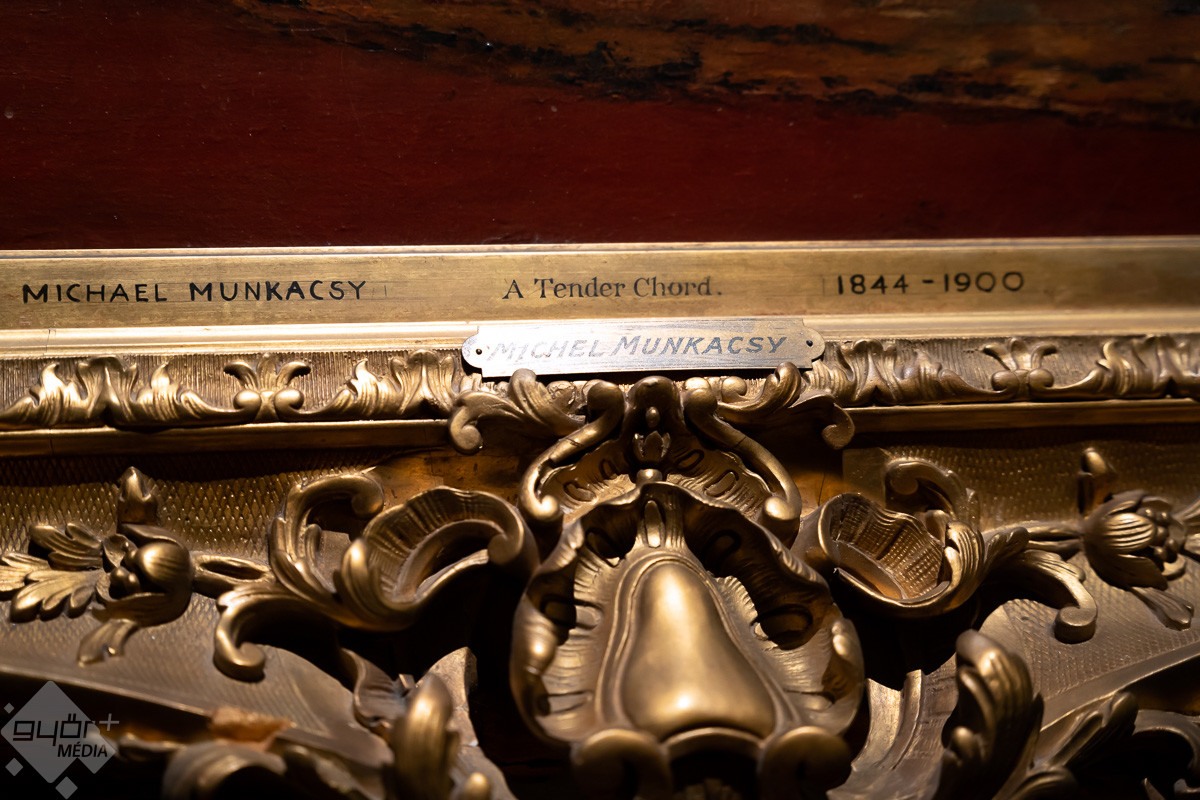 MICHAEL MUNKACSY A Tender Chord. 1844-1900
MICHEL MUNKACSY
győr+
MÉDIA